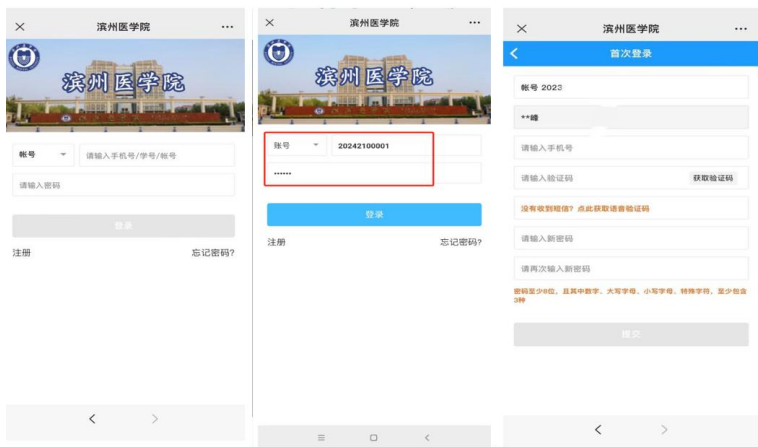 滨州医学院
滨州医学院
帐号
请输入手机号/学号/帐号
请输入密码
登录
注册
忘记密码?
滨州医学院
滨州医学院
账号
20242100001
······
登录
注册
忘记密码?
滨州医学院
首次登录
帐号 2023
**峰
请输入手机号
请输入验证码
获取验证码
没有收到短信? 点此获取语音验证码
请输入新密码
请再次输入新密码
密码至少8位，且其中数字、大写字母、小写字母、特殊字符，至少包含
3种
提交